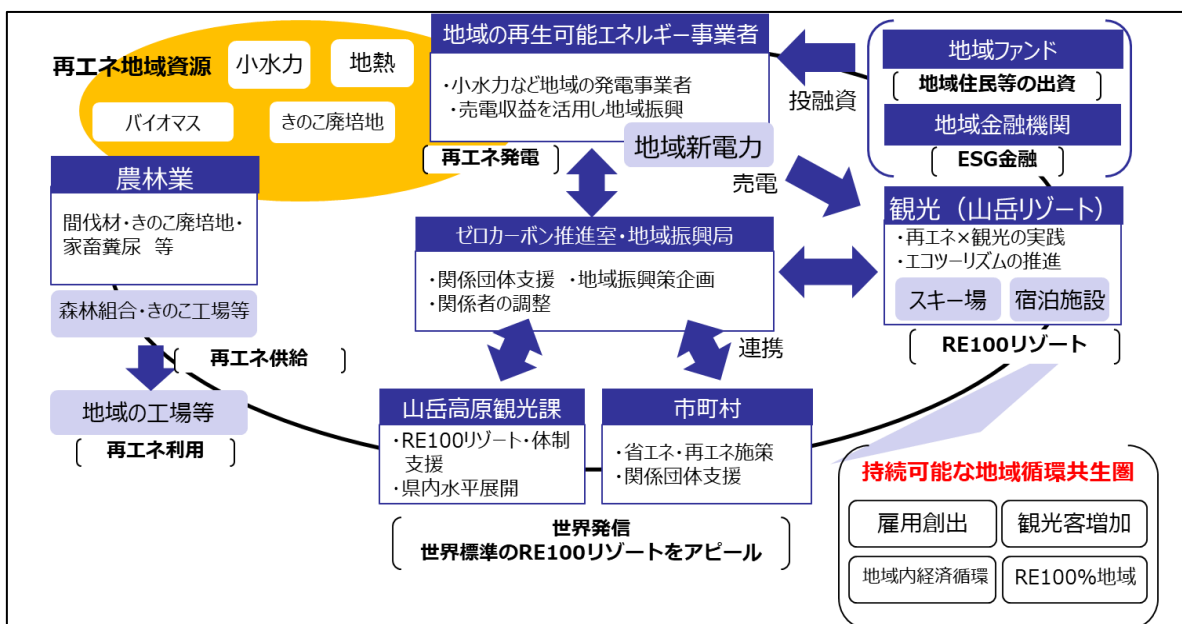 再エネ地域資源
小水力
地熱
バイオマス
きのこ廃培地
地域の再生可能エネルギー事業者
・小水力など地域の発電事業者
・売電収益を活用し地域振興
地域新電力
再エネ発電
投融資
売電
地域ファンド
地域住民等の出資
地域金融機関
ESG金融
農林業
間伐材・きのこ廃培地・
家畜糞尿 等
森林組合・きのこ工場等
再エネ供給
地域の工場等
再エネ利用
ゼロカーボン推進室・地域振興局
・関係団体支援 ・地域振興策企画
・関係者の調整
連携
観光（山岳リゾート）
・再エネ×観光の実践
・エコツーリズムの推進
スキー場
宿泊施設
RE100リゾート
山岳高原観光課
・RE100リゾート・体制
支援
・県内水平展開
市町村
・省エネ・再エネ施策
・関係団体支援
世界発信
世界標準のRE100リゾートをアピール
持続可能な地域循環共生圏
雇用創出
観光客増加
地域内経済循環
RE100%地域